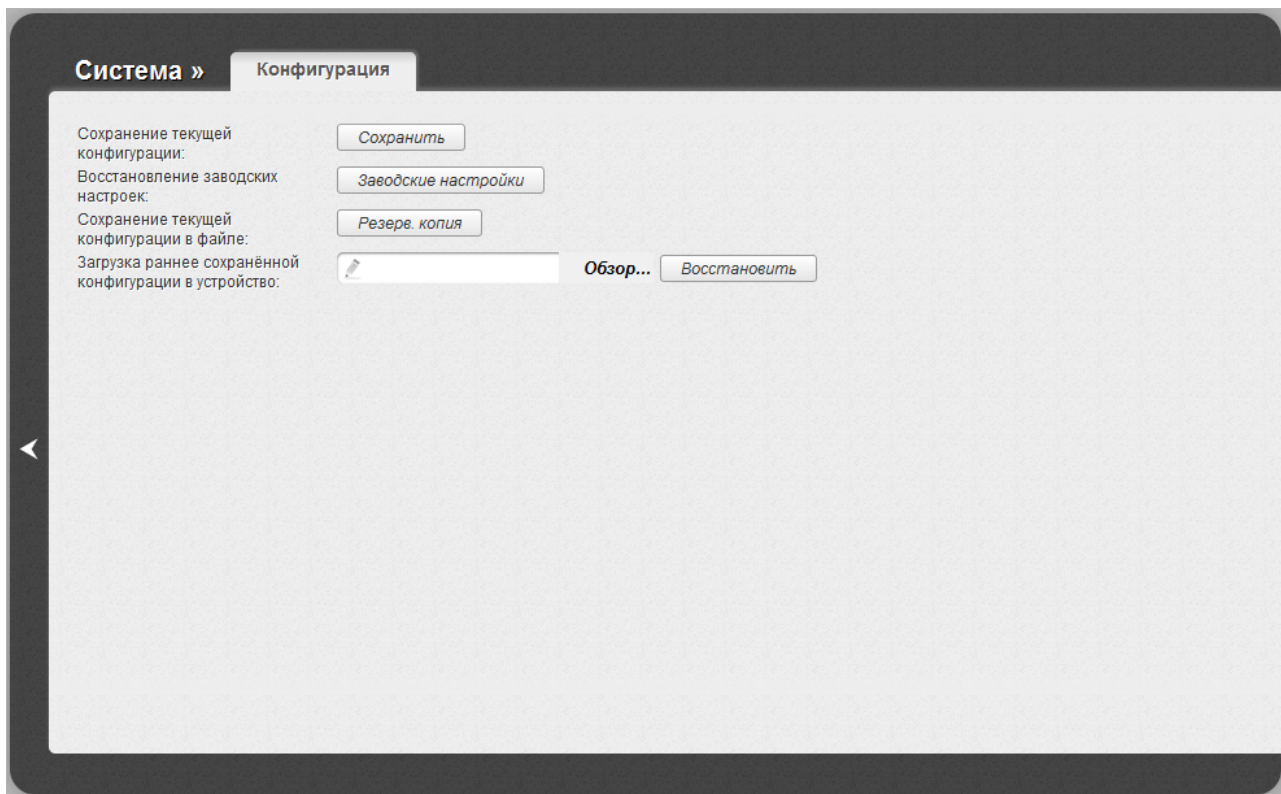 Система » Конфигурация
Сохранение текущей
конфигурации:
Сохранить
Восстановление заводских
настроек:
Заводские настройки
Сохранение текущей
конфигурации в файле:
Резерв. копия
Загрузка раннее сохранённой
конфигурации в устройство:
Обзор... Восстановить